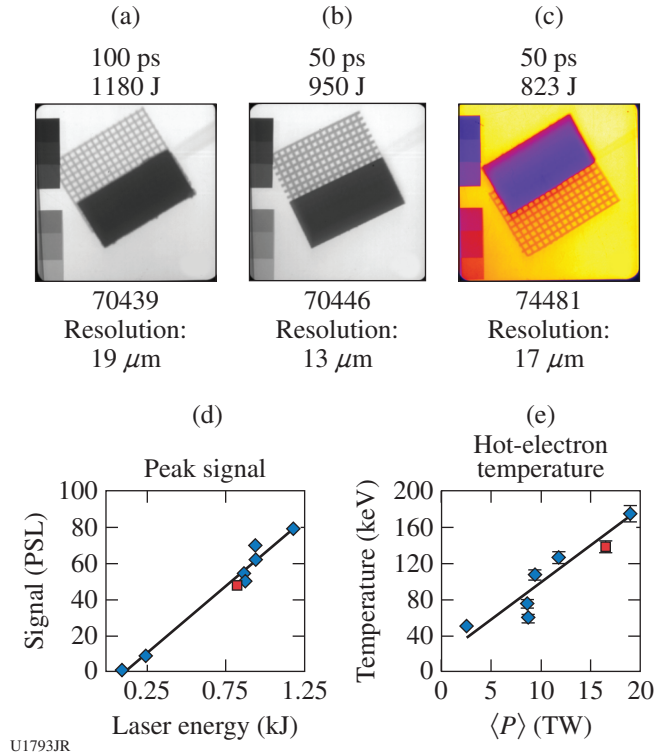 (a)
100 ps
1180 J
70439
Resolution:
19 μm
(b)
50 ps
950 J
70446
Resolution:
13 μm
(c)
50 ps
823 J
74481
Resolution:
17 μm
(d)
Peak signal
Signal (PSL)
100
80
60
40
20
0
0.25
0.75
1.25
Laser energy (kJ)
(e)
Hot-electron
temperature
Temperature (keV)
200
160
120
80
40
0
0
5
10
15
20
⟨P⟩ (TW)
U1793JR